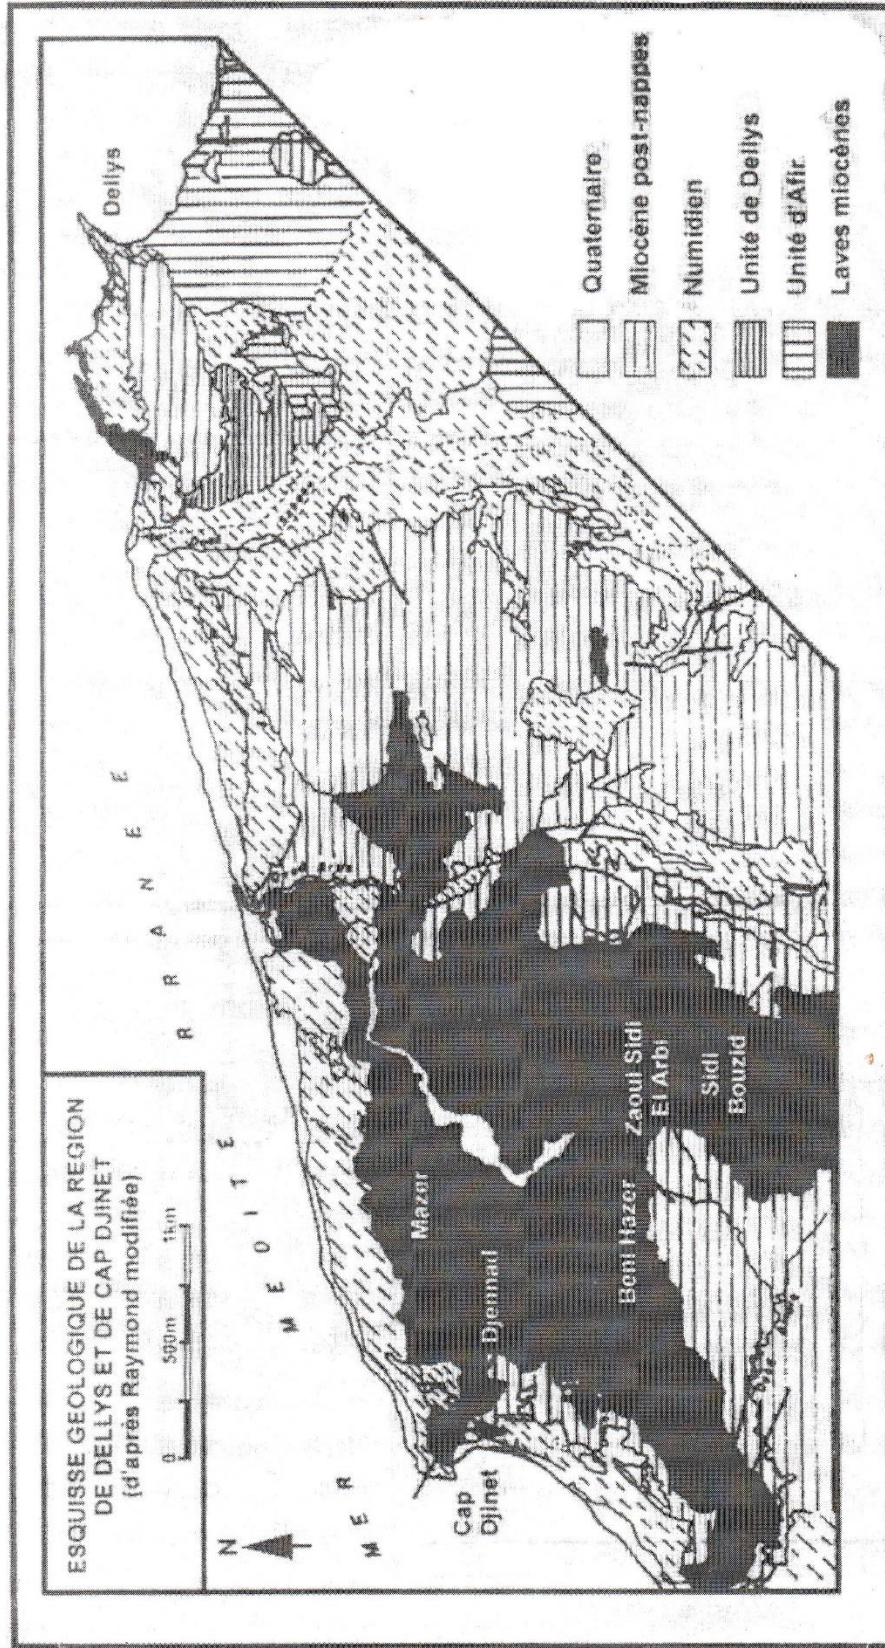 ESQUISSE GEOLOGIQUE DE LA REGION
DE DELLYS ET DE CAP DJINET
(d'après Raymond modifiée)
0 500m 1km
N
MER MEDITERRANEE
Dellys
Cap
Djinet
Mazer
Djennad
Beni Hazer
Zaoui Sidi
El Arbi
Sidi
Bouzid
Quaternaire
Miocène post-nappes
Numidien
Unité de Dellys
Unité d'Afir
Laves miocènes